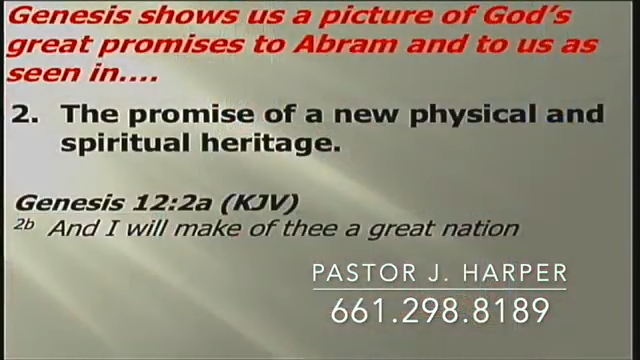 Genesis shows us a picture of God's
great promises to Abram and to us as
seen in....
2. The promise of a new physical and
spiritual heritage.
Genesis 12:2a (KJV)
2b And I will make of thee a great nation
PASTOR J. HARPER
661.298.8189